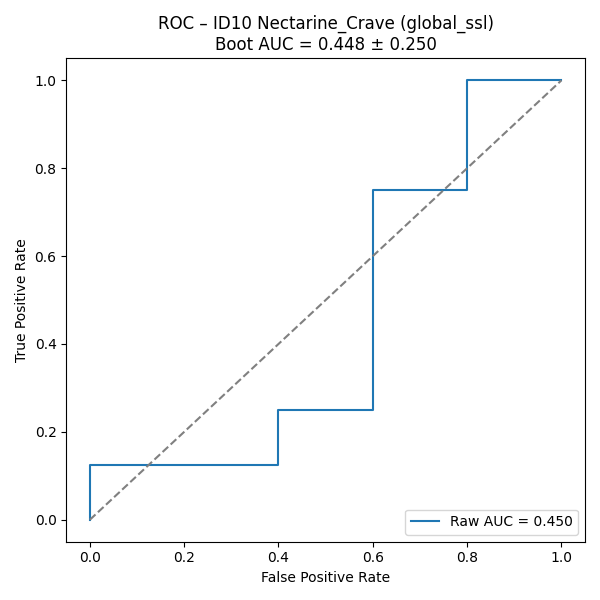 ROC – ID10 Nectarine_Crave (global_ssl)
Boot AUC = 0.448 ± 0.250
1.0
0.8
0.6
0.4
0.2
0.0
True Positive Rate
Raw AUC = 0.450
0.0 0.2 0.4 0.6 0.8 1.0
False Positive Rate